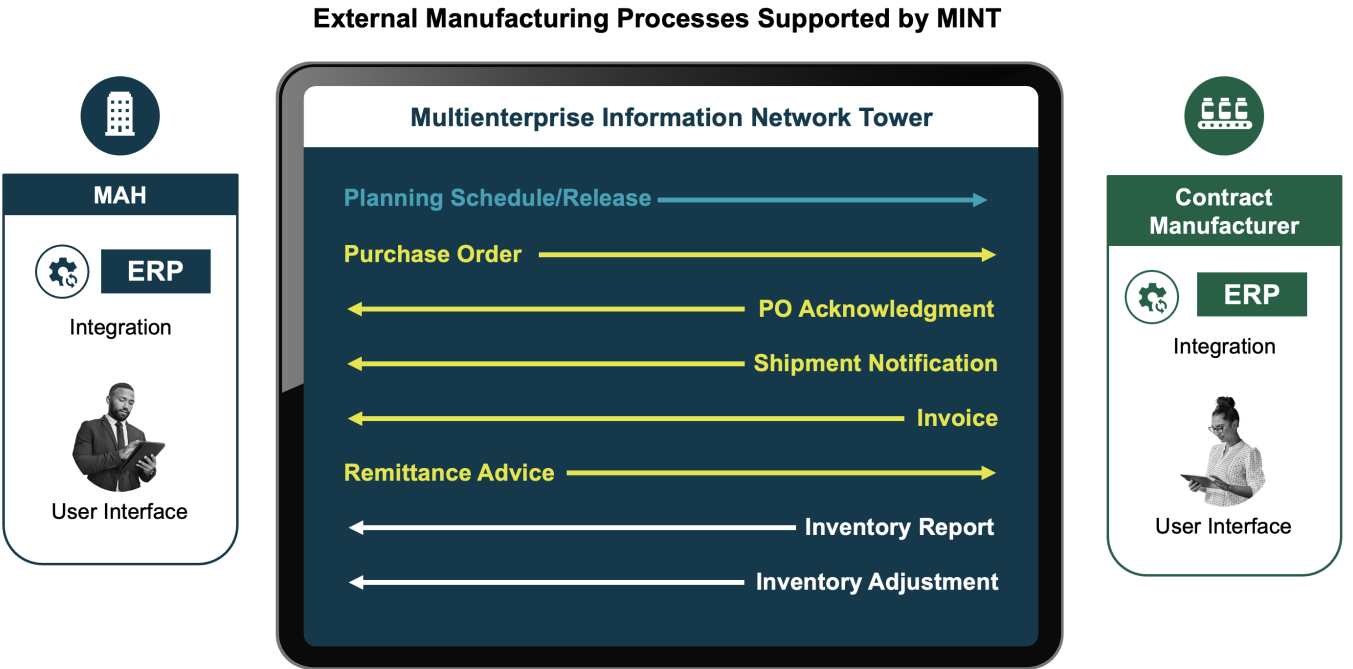 External Manufacturing Processes Supported by MINT
Multienterprise Information Network Tower
MAH
ERP
Integration
User Interface
Planning Schedule/Release
Purchase Order
PO Acknowledgment
Shipment Notification
Invoice
Remittance Advice
Inventory Report
Inventory Adjustment
Contract
Manufacturer
ERP
Integration
User Interface